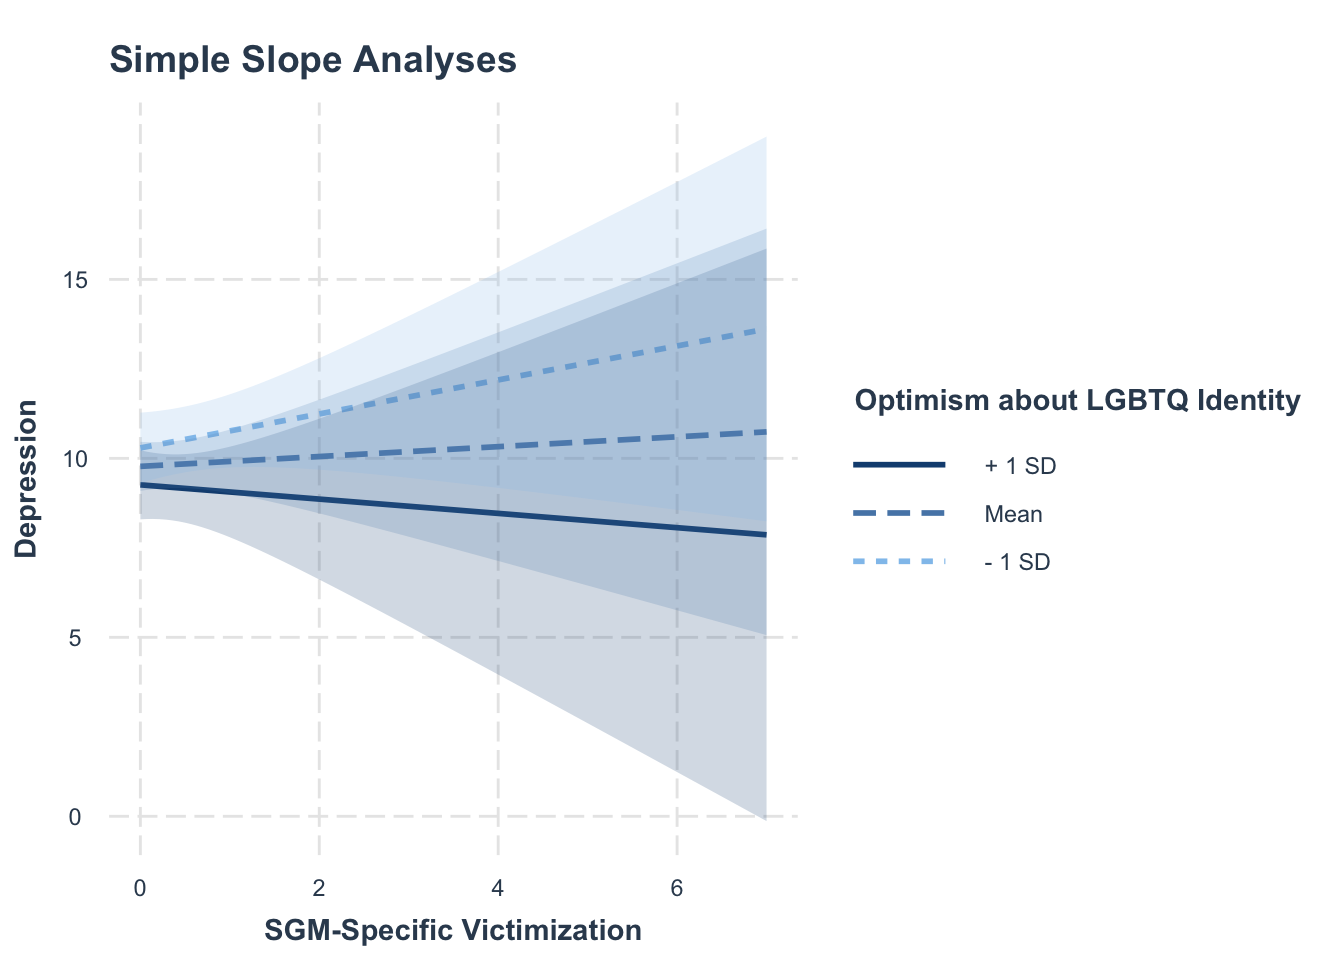 Simple Slope Analyses
15
10
5
0
Depression
0 2 4 6
SGM-Specific Victimization
Optimism about LGBTQ Identity
+ 1 SD
Mean
- 1 SD